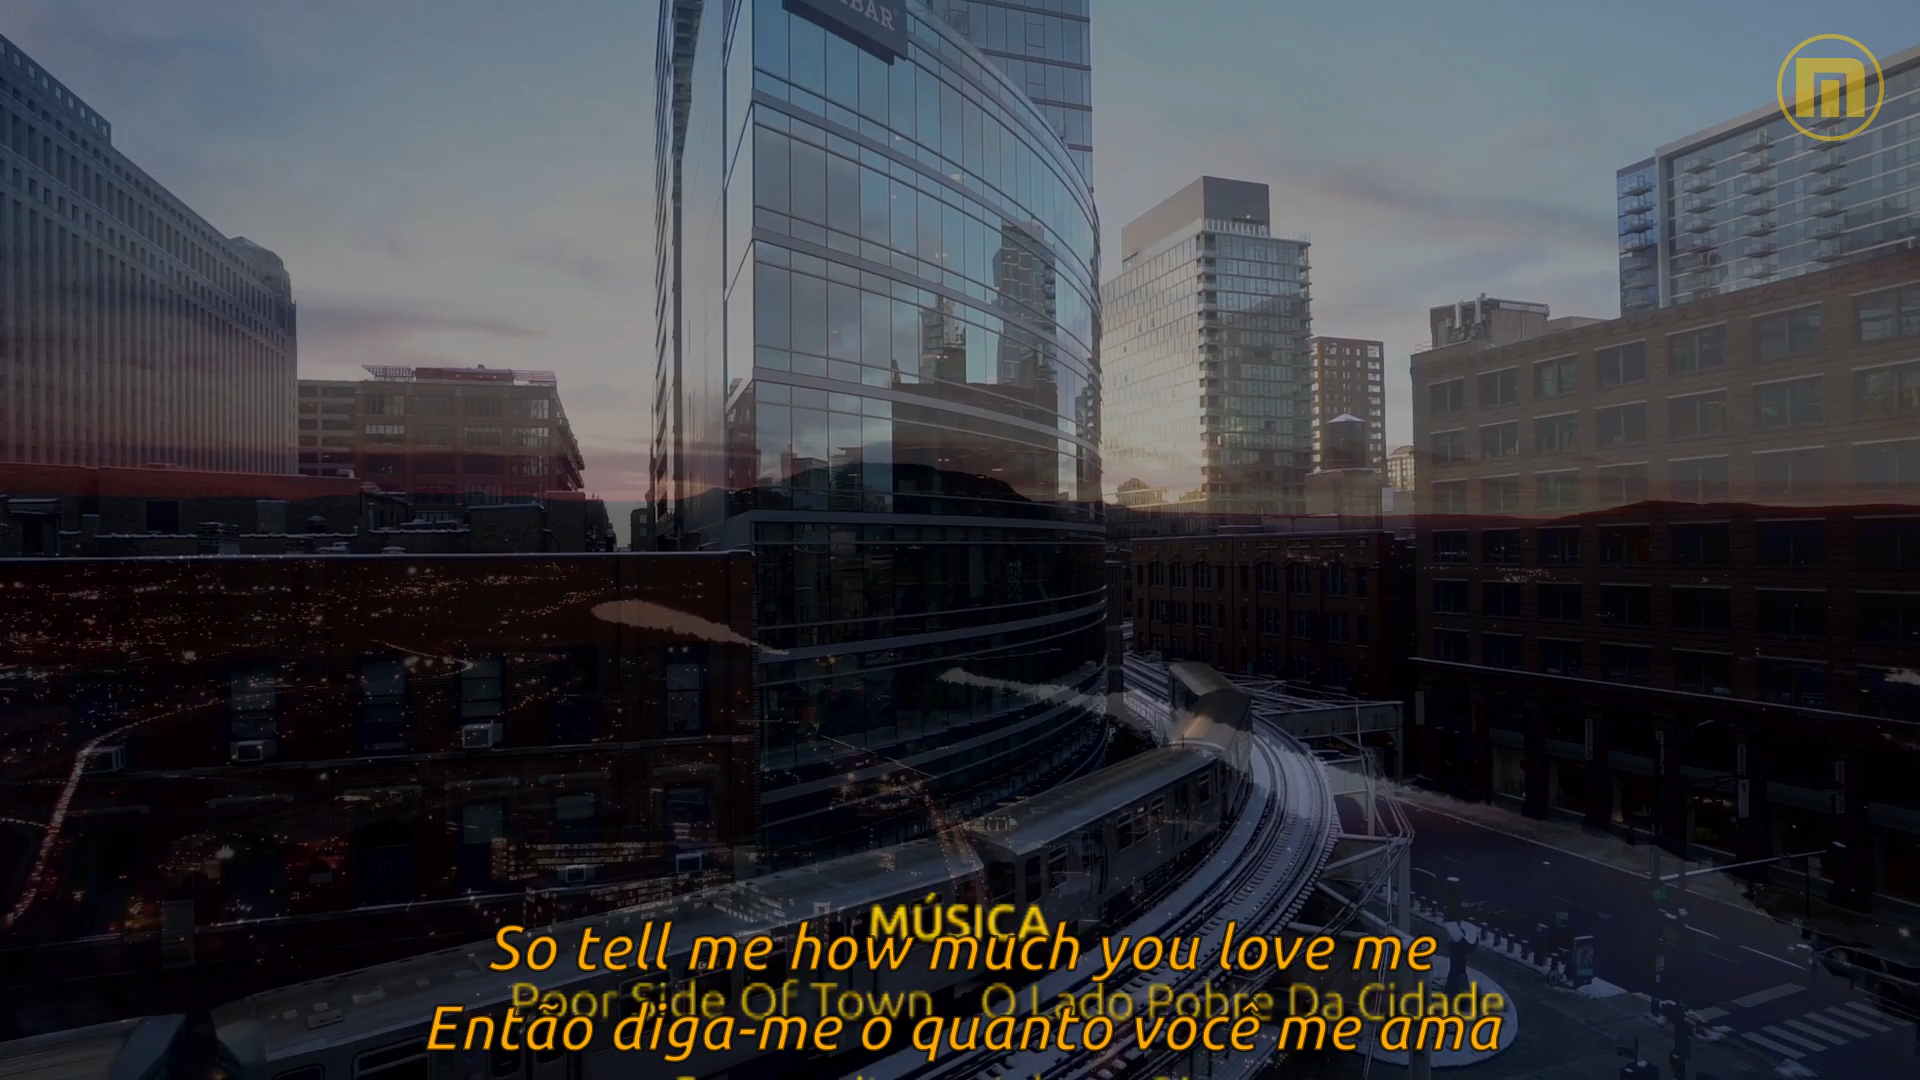 MÚSICA
So tell me how much you love me
Poor Side Of Town O Lado Pobre Da Cidade
Então diga-me o quanto você me ama